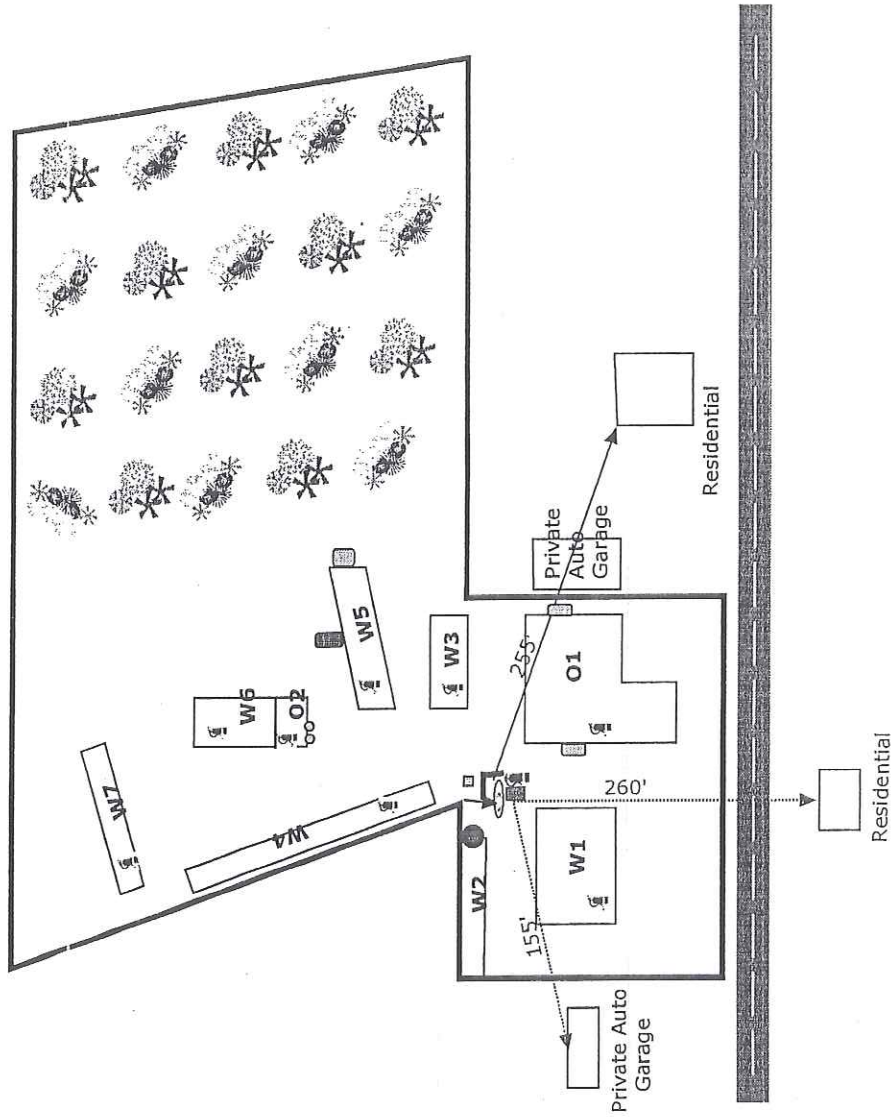 W7
W6
O2
W5
W4
W3
W2
W1
O1
255'
260'
155'
Private
Auto
Garage
Residential
Residential
Private Auto
Garage